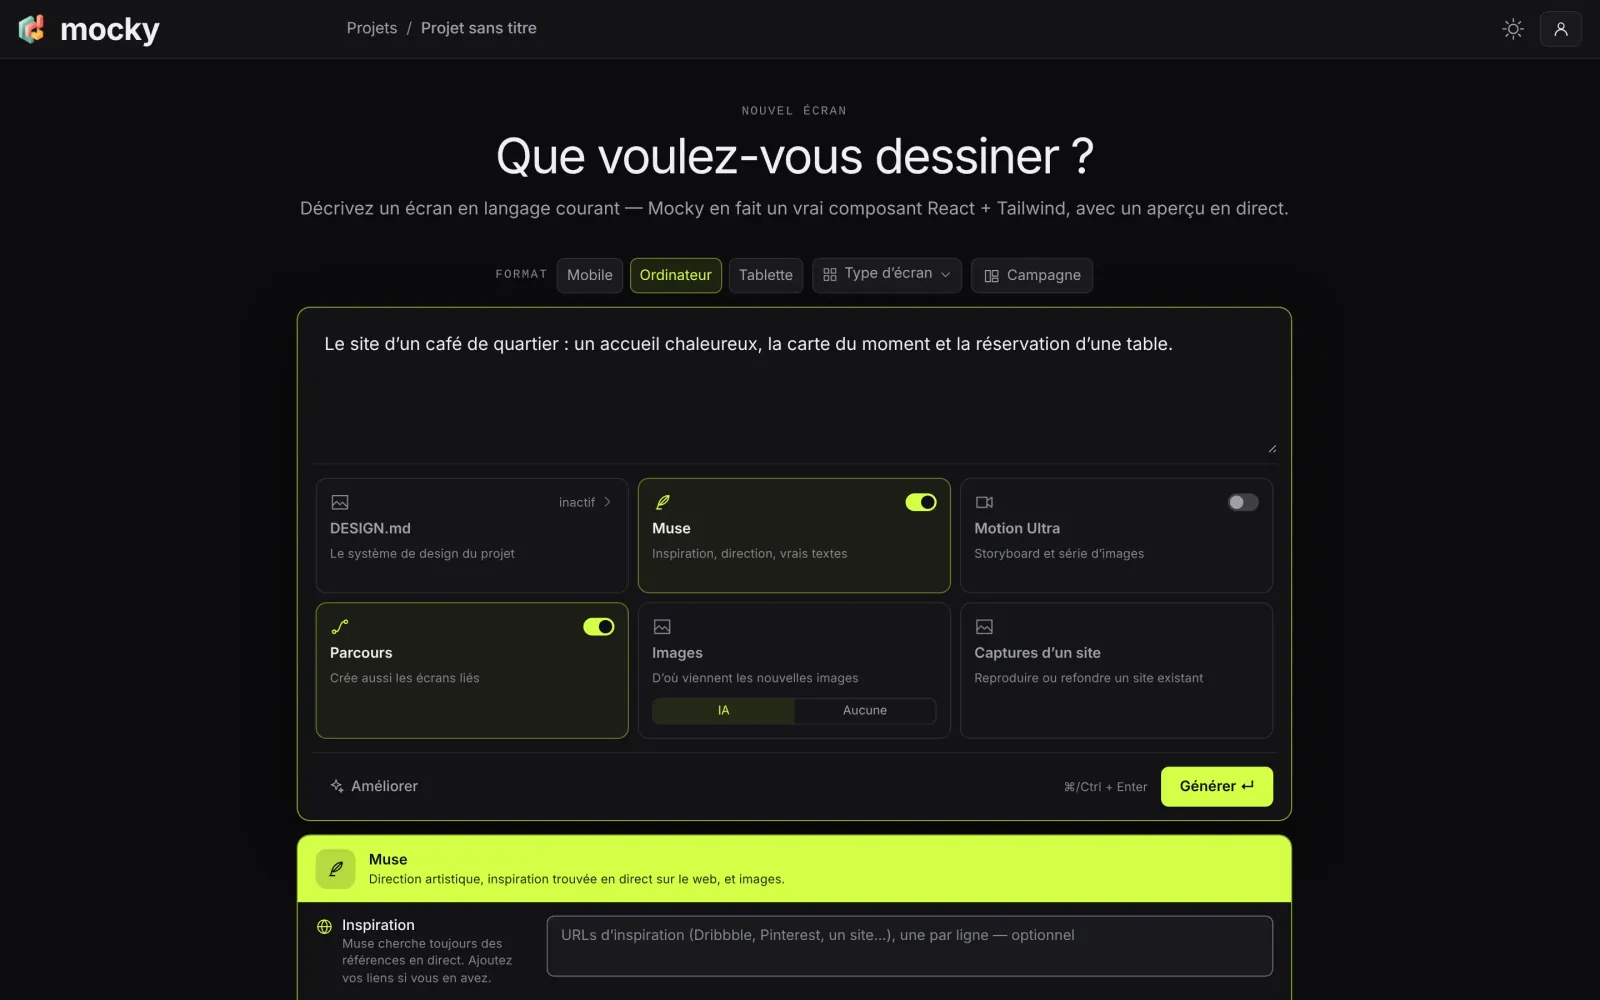 mocky
Projets / Projet sans titre
NOUVEL ÉCRAN
Que voulez-vous dessiner ?
Décrivez un écran en langage courant — Mocky en fait un vrai composant React + Tailwind, avec un aperçu en direct.
FORMAT Mobile Ordinateur Tablette Type d’écran Campagne
Le site d’un café de quartier : un accueil chaleureux, la carte du moment et la réservation d’une table.
inactif
DESIGN.md
Le système de design du projet
Muse
Inspiration, direction, vrais textes
Motion Ultra
Storyboard et série d’images
Parcours
Crée aussi les écrans liés
Images
D’où viennent les nouvelles images
IA Aucune
Captures d’un site
Reproduire ou refondre un site existant
Améliorer
⌘/Ctrl + Enter
Générer ↵
Muse
Direction artistique, inspiration trouvée en direct sur le web, et images.
Inspiration
Muse cherche toujours des
références en direct. Ajoutez
vos liens si vous en avez.
URLs d’inspiration (Dribbble, Pinterest, un site…), une par ligne — optionnel